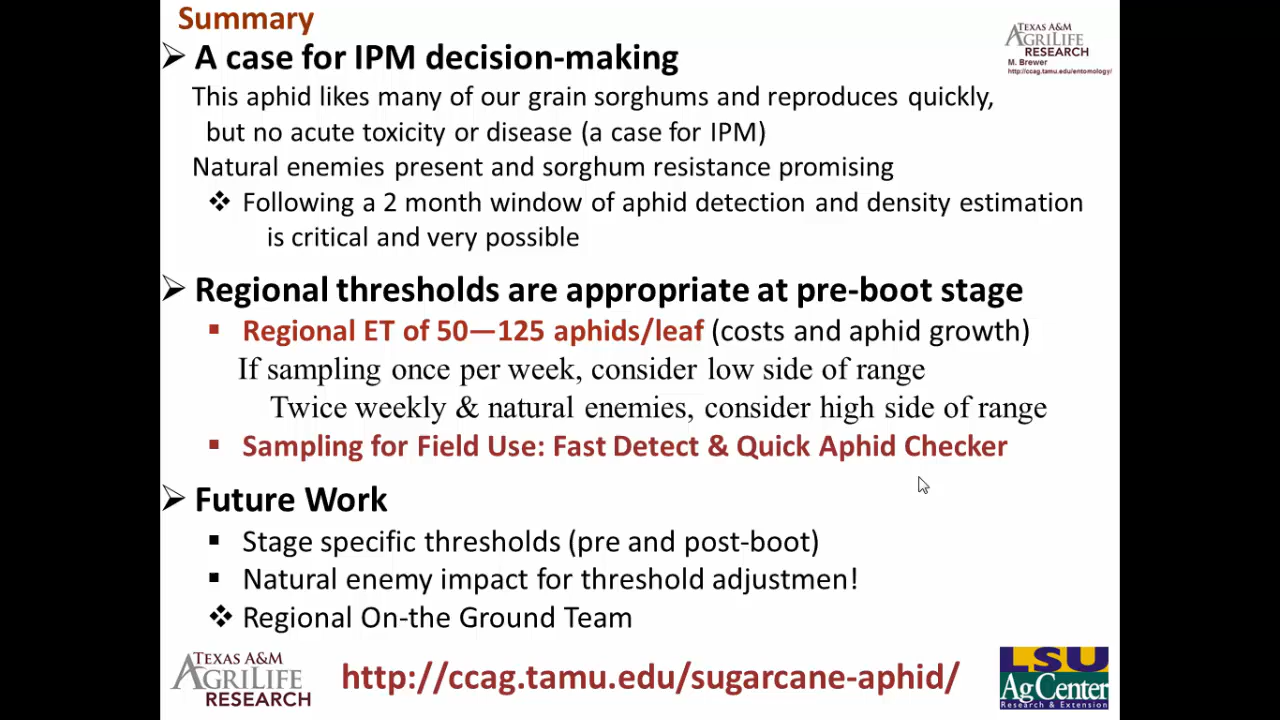 Summary
TEXAS A&M
AGRILIFE
RESEARCH
M. Brewer
http://ccag.tamu.edu/entomology/
A case for IPM decision-making
This aphid likes many of our grain sorghums and reproduces quickly,
but no acute toxicity or disease (a case for IPM)
Natural enemies present and sorghum resistance promising
Following a 2 month window of aphid detection and density estimation
is critical and very possible
Regional thresholds are appropriate at pre-boot stage
Regional ET of 50—125 aphids/leaf (costs and aphid growth)
If sampling once per week, consider low side of range
Twice weekly & natural enemies, consider high side of range
Sampling for Field Use: Fast Detect & Quick Aphid Checker
Future Work
Stage specific thresholds (pre and post-boot)
Natural enemy impact for threshold adjustmen!
Regional On-the Ground Team
TEXAS A&M
AGRILIFE
RESEARCH
http://ccag.tamu.edu/sugarcane-aphid/
LSU
AgCenter
Research & Extension